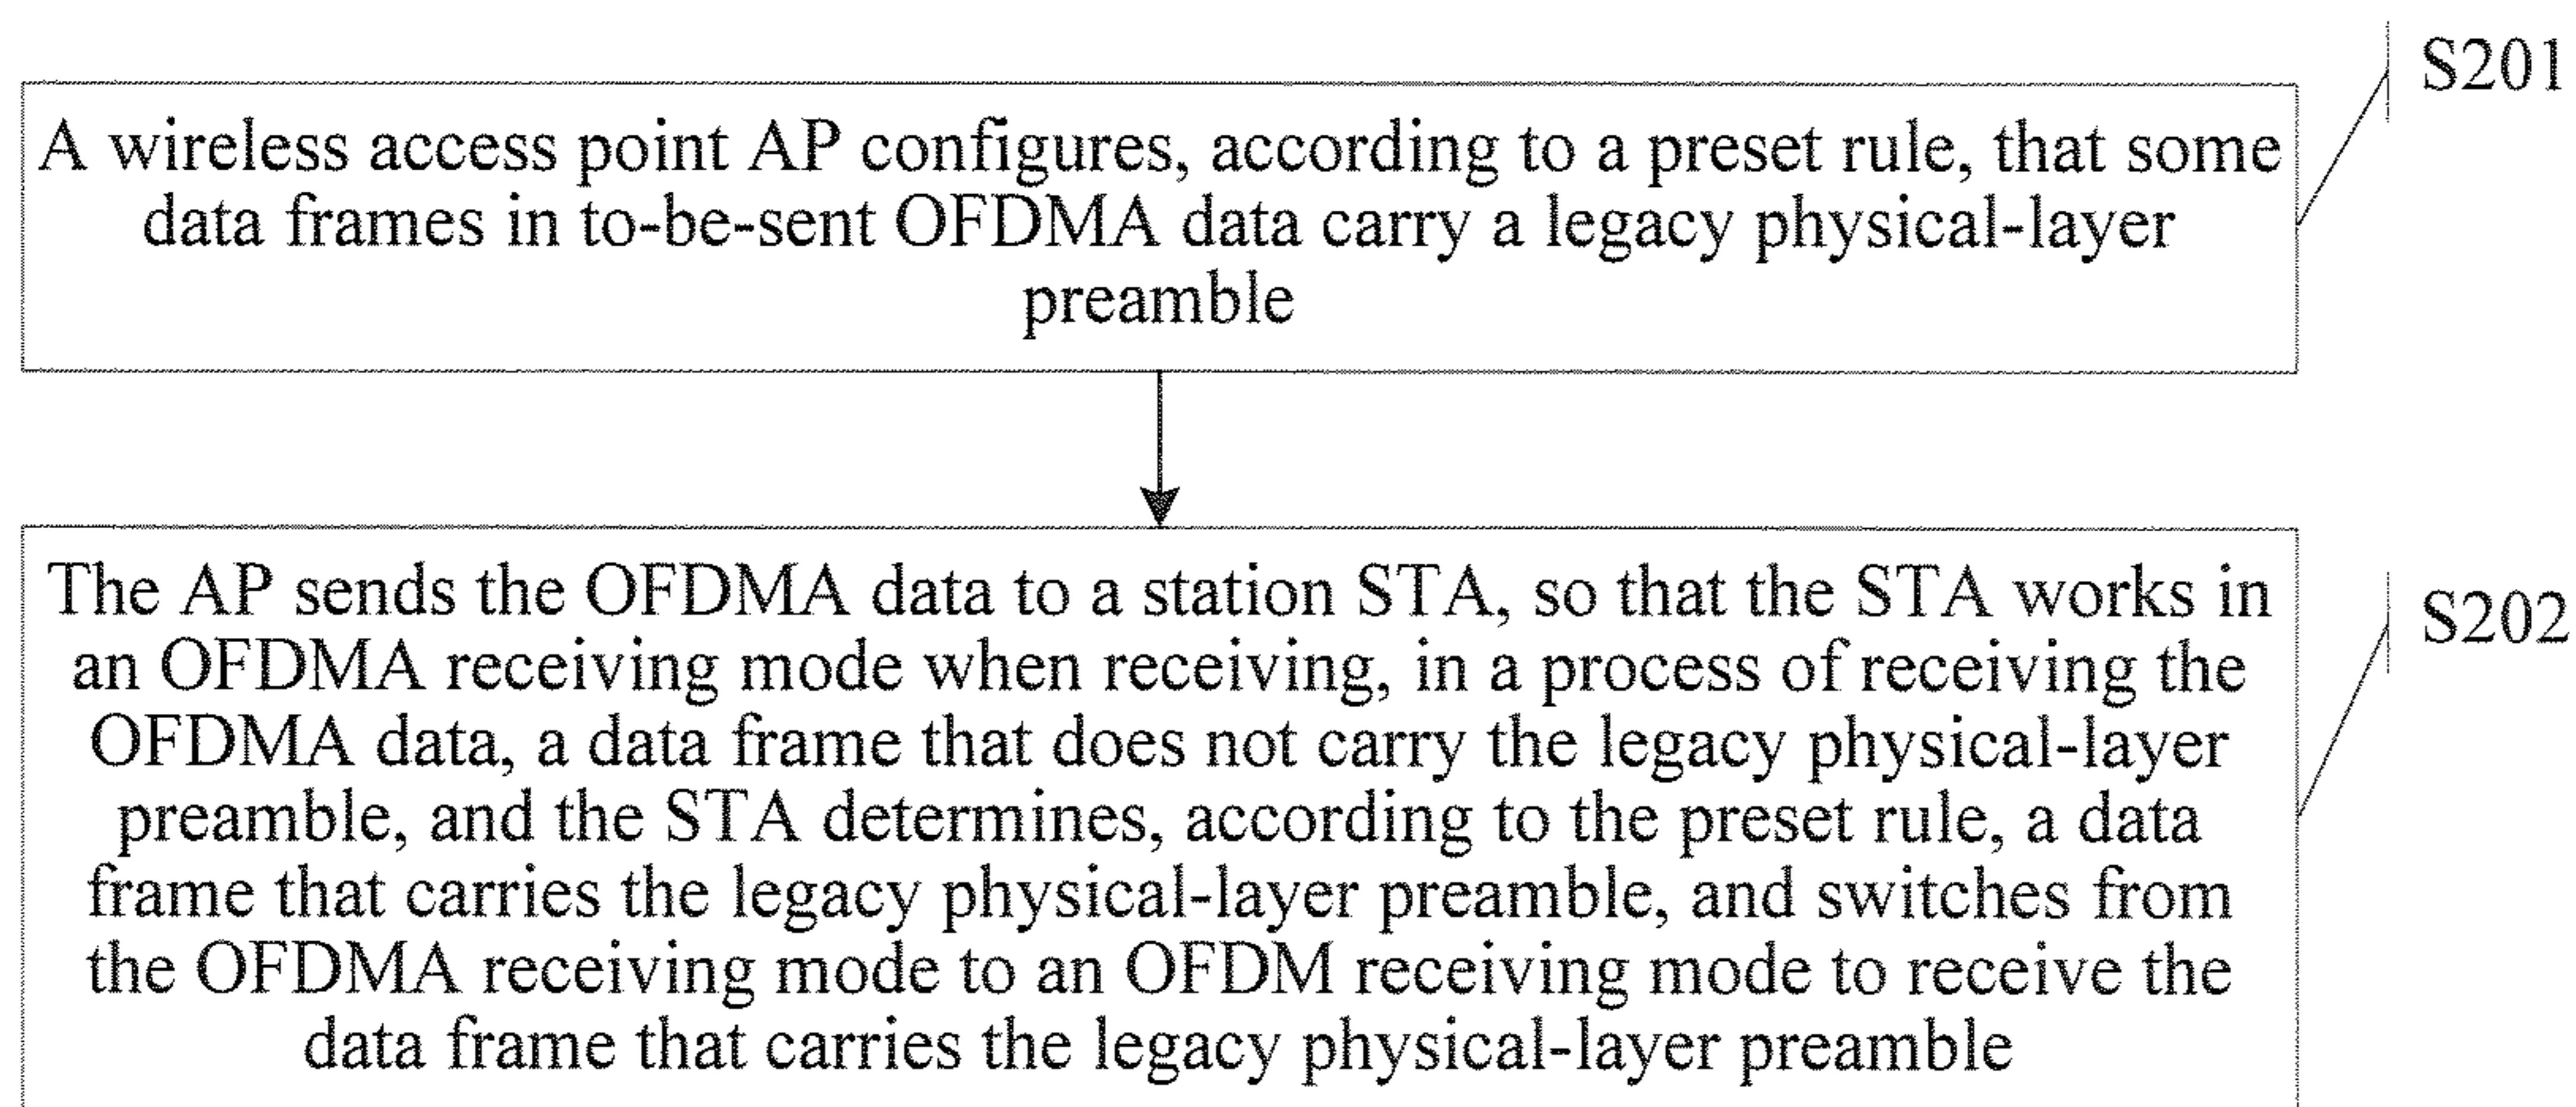 S201
A wireless access point AP configures, according to a preset rule, that some
data frames in to-be-sent OFDMA data carry a legacy physical-layer
preamble
S202
The AP sends the OFDMA data to a station STA, so that the STA works in
an OFDMA receiving mode when receiving, in a process of receiving the
OFDMA data, a data frame that does not carry the legacy physical-layer
preamble, and the STA determines, according to the preset rule, a data
frame that carries the legacy physical-layer preamble, and switches from
the OFDMA receiving mode to an OFDM receiving mode to receive the
data frame that carries the legacy physical-layer preamble